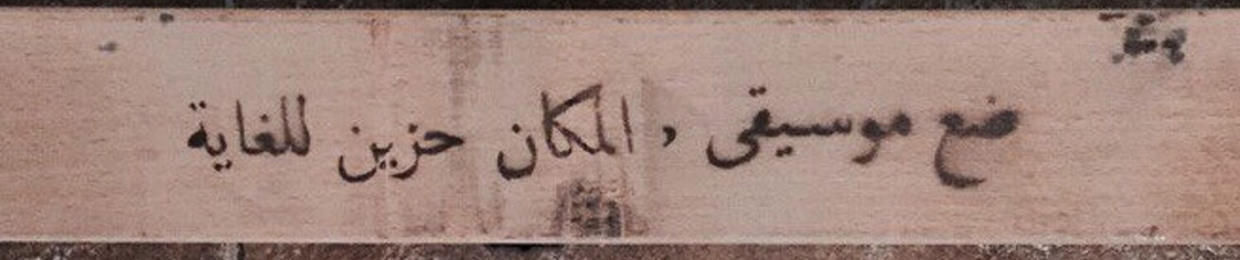 ضع موسيقى ، المكان حزين للغاية